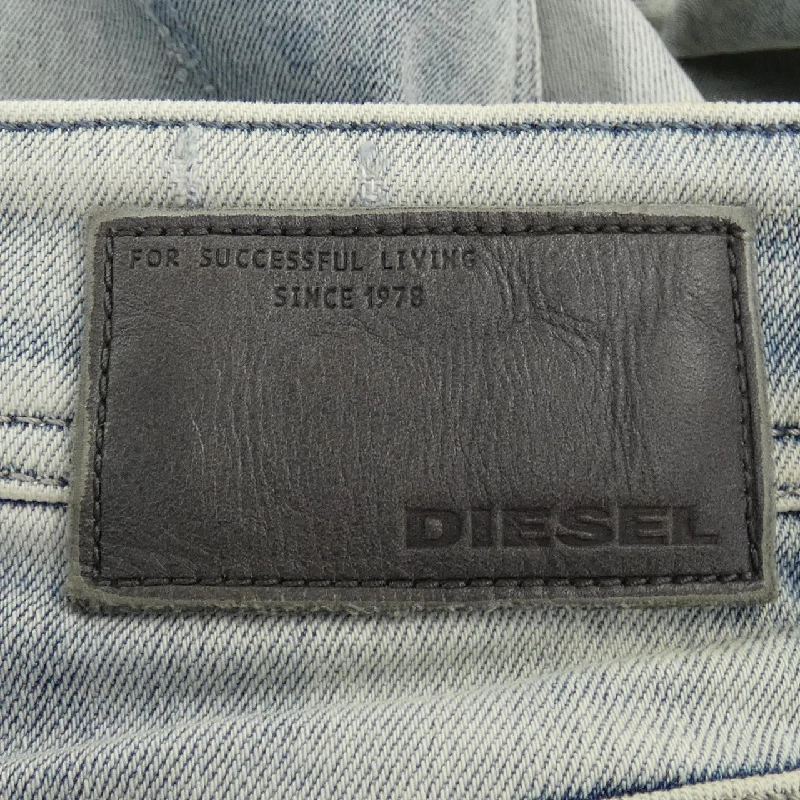 FOR SUCCESSFUL LIVING
SINCE 1978
DIESEL